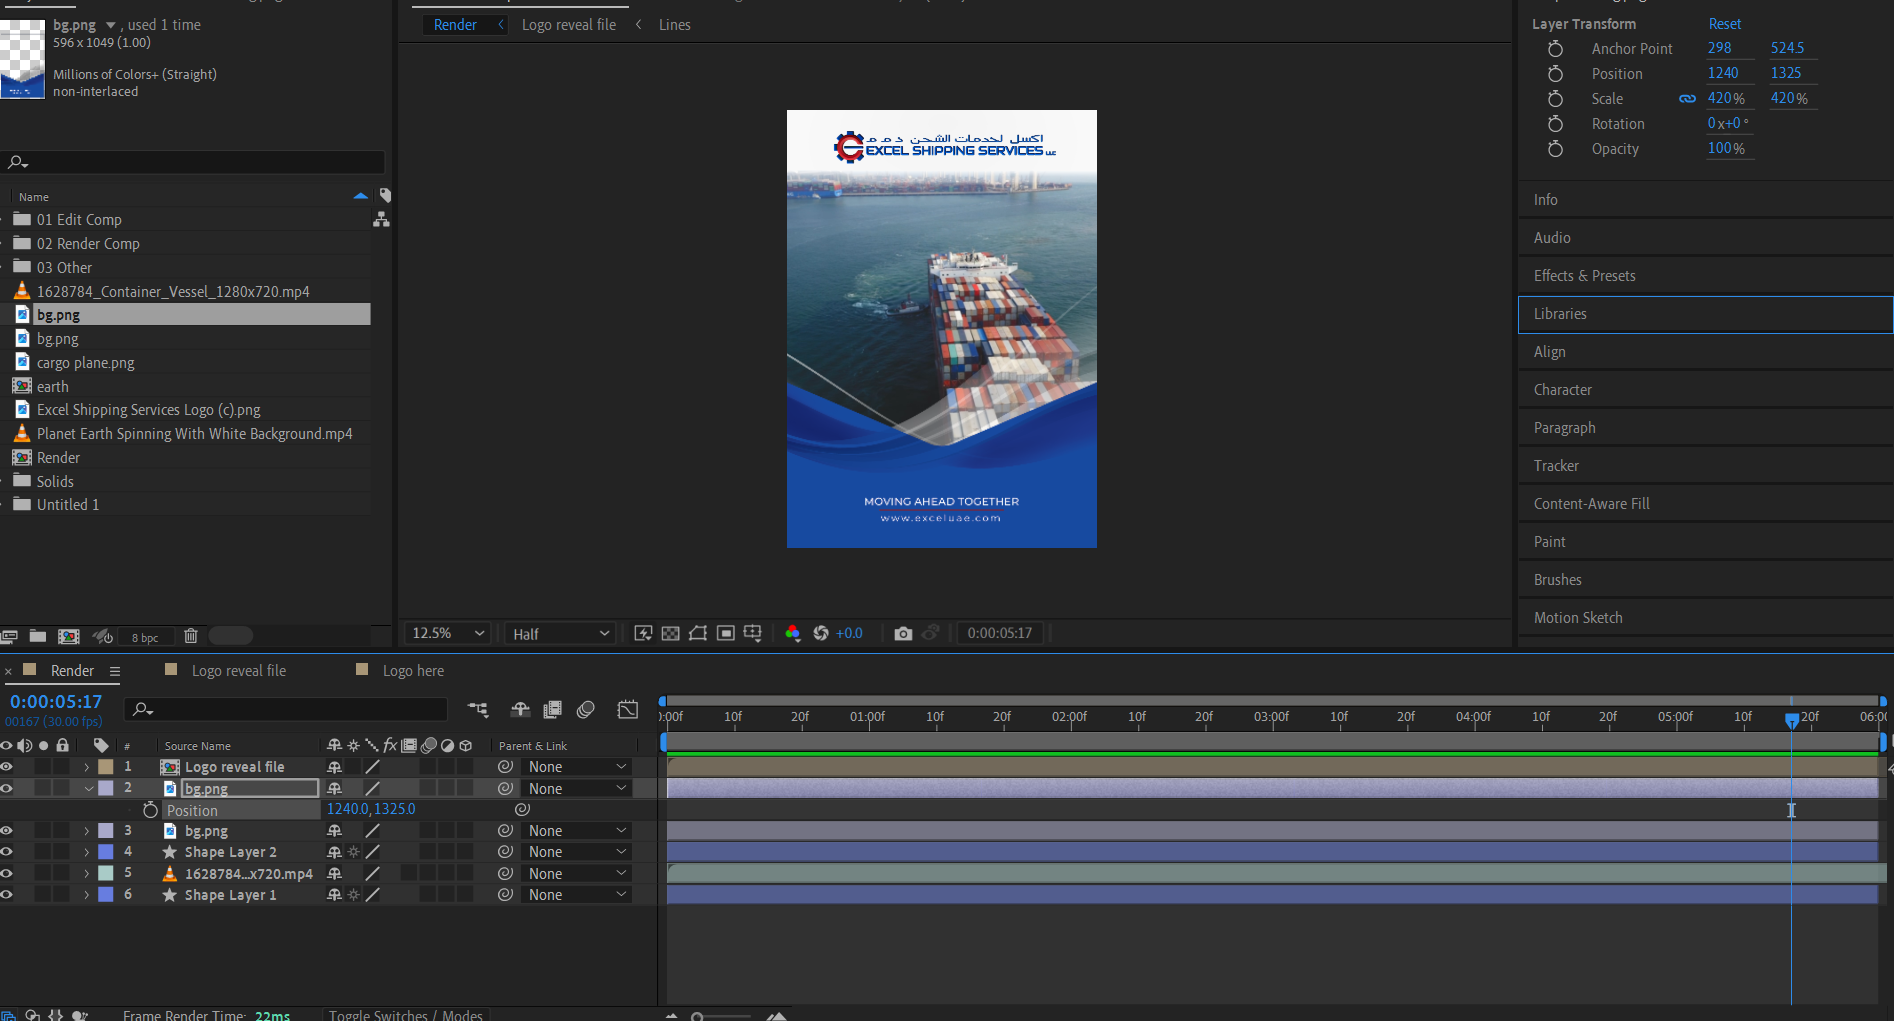 bg.png , used 1 time
596 x 1049 (1.00)
Millions of Colors+ (Straight)
non-interlaced
Name
01 Edit Comp
02 Render Comp
03 Other
1628784_Container_Vessel_1280x720.mp4
bg.png
bg.png
cargo plane.png
earth
Excel Shipping Services Logo (c).png
Planet Earth Spinning With White Background.mp4
Render
Solids
Untitled 1
8 bpc
Render < Logo reveal file < Lines
اكسل لخدمات الشحن ذ م م
EXCEL SHIPPING SERVICES LLC
MOVING AHEAD TOGETHER
www.exceluae.com
12.5% Half +0.0 0:00:05:17
Layer Transform Reset
Anchor Point 298 524.5
Position 1240 1325
Scale 420% 420%
Rotation 0x+0°
Opacity 100%
Info
Audio
Effects & Presets
Libraries
Align
Character
Paragraph
Tracker
Content-Aware Fill
Paint
Brushes
Motion Sketch
× Render Logo reveal file Logo here
0:00:05:17
00167 (30.00 fps)
):00f 10f 20f 01:00f 10f 20f 02:00f 10f 20f 03:00f 10f 20f 04:00f 10f 20f 05:00f 10f 20f 06:00
# Source Name fx Parent & Link
1 Logo reveal file None
2 bg.png None
Position 1240.0,1325.0
3 bg.png None
4 Shape Layer 2 None
5 1628784...x720.mp4 None
6 Shape Layer 1 None
Frame Render Time: 22ms Toggle Switches / Modes